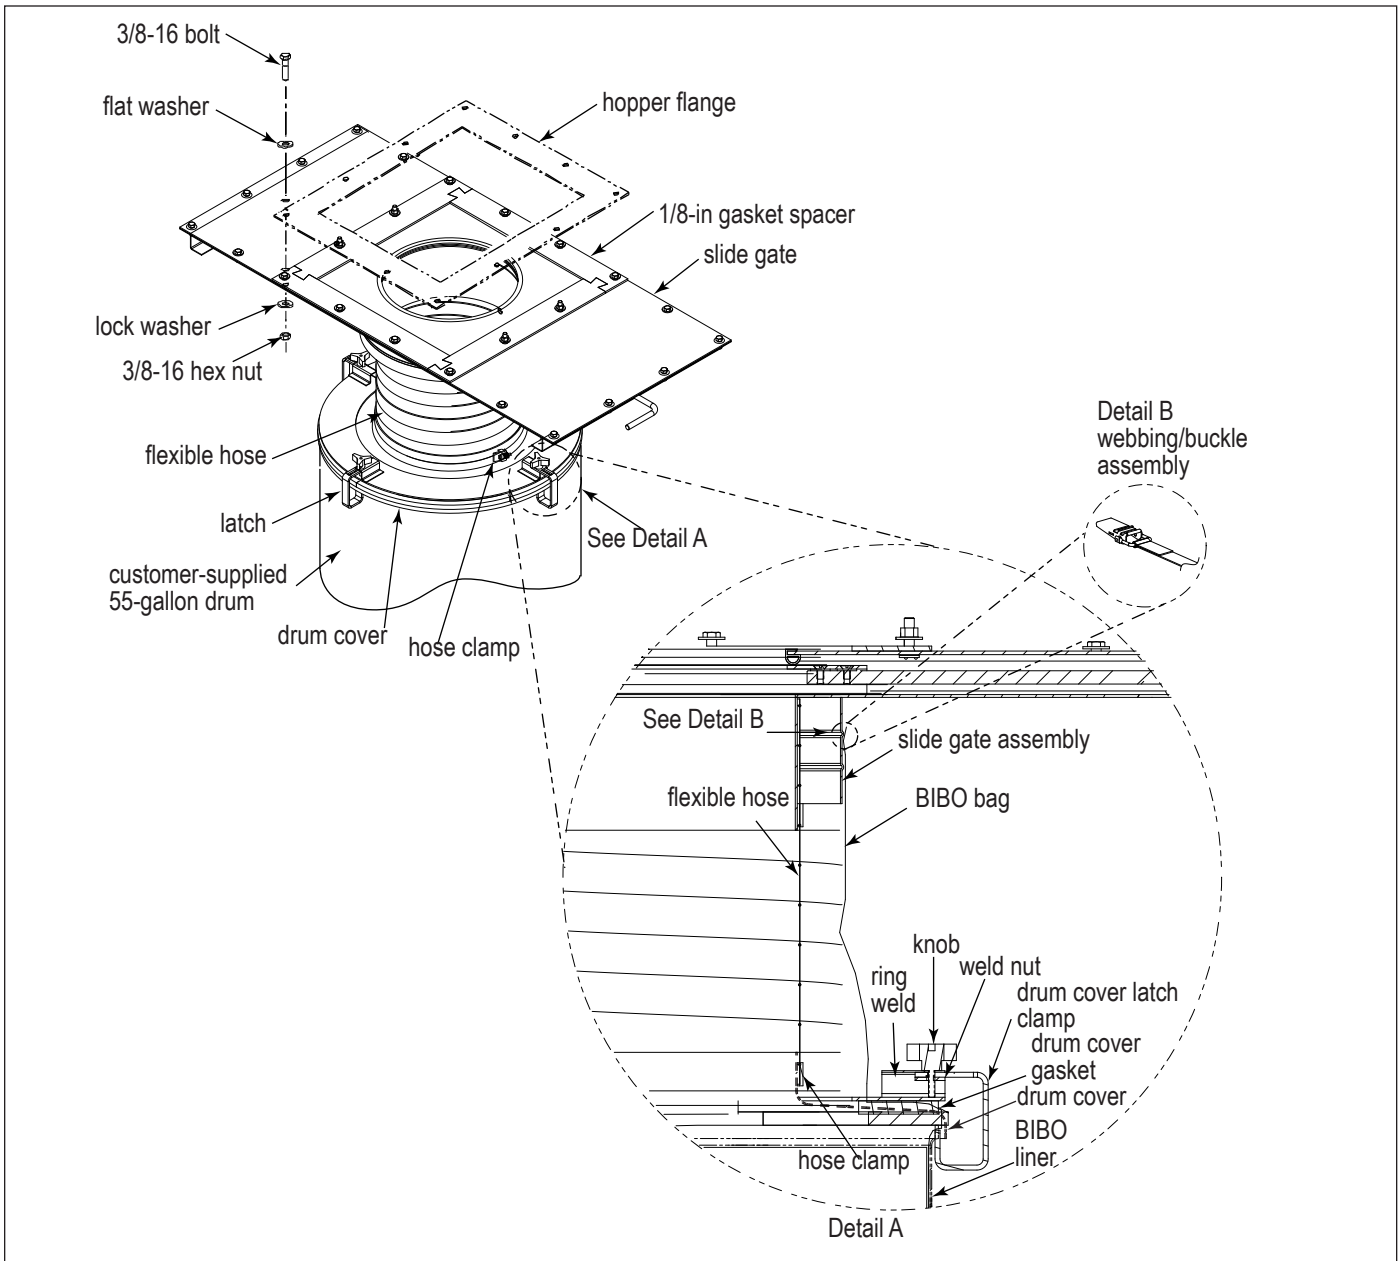 3/8-16 bolt
flat washer
hopper flange
1/8-in gasket spacer
slide gate
lock washer
3/8-16 hex nut
flexible hose
latch
customer-supplied
55-gallon drum
drum cover
hose clamp
See Detail A
Detail B
webbing/buckle
assembly
See Detail B
slide gate assembly
flexible hose
BIBO bag
knob
ring
weld
weld nut
drum cover latch
clamp
drum cover
gasket
drum cover
BIBO
liner
hose clamp
Detail A